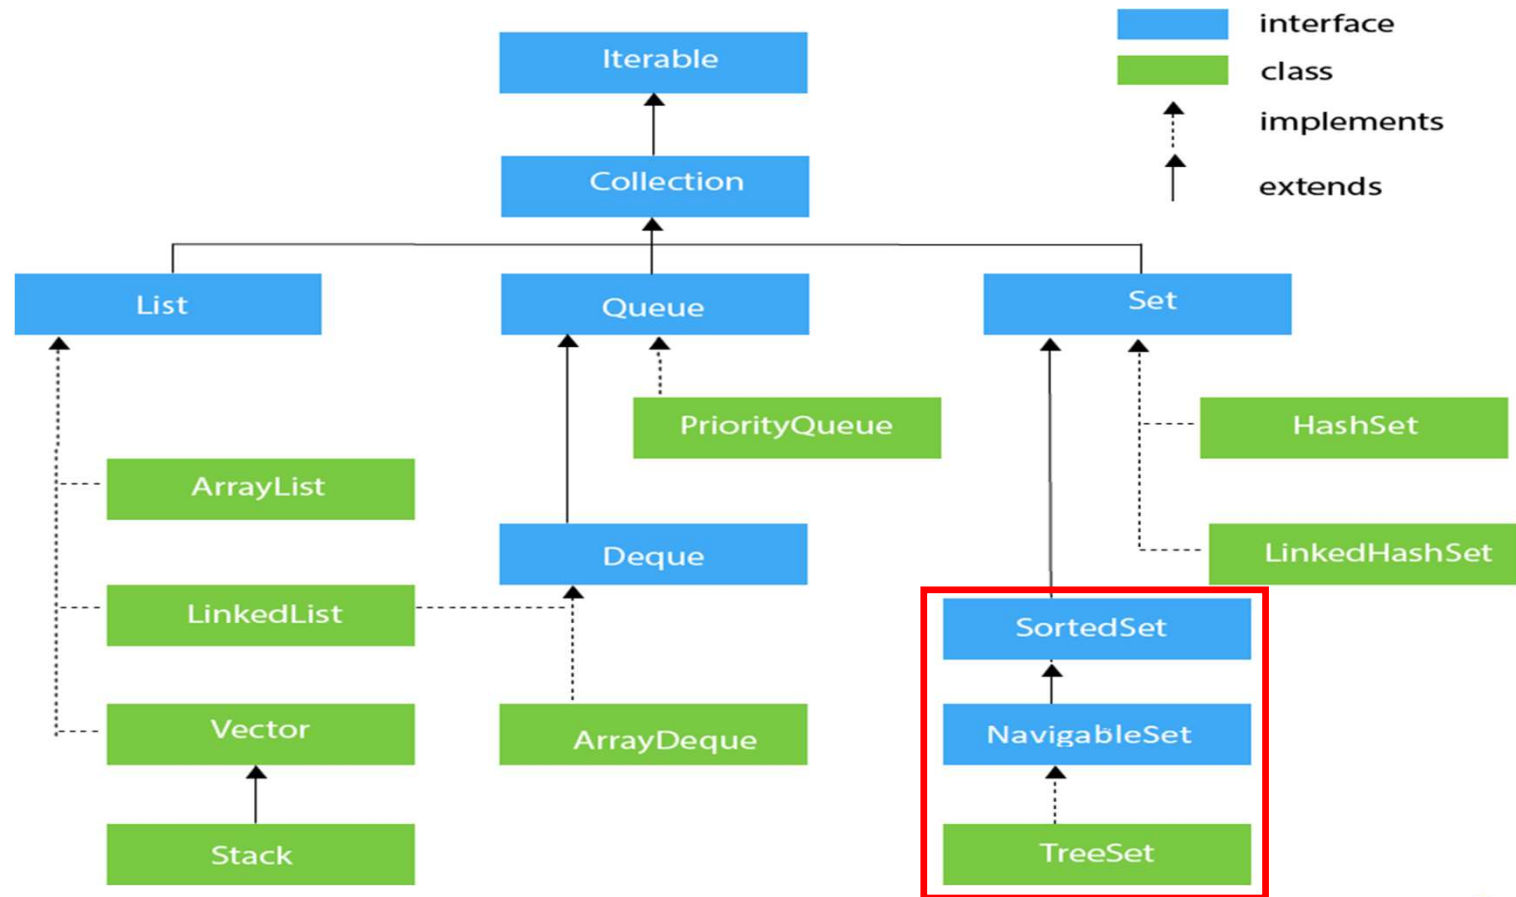 interface
Iterable
class
implements
Collection
extends
List
Queue
Set
PriorityQueue
HashSet
ArrayList
Deque
LinkedHashSet
LinkedList
SortedSet
Vector
ArrayDeque
NavigableSet
Stack
TreeSet